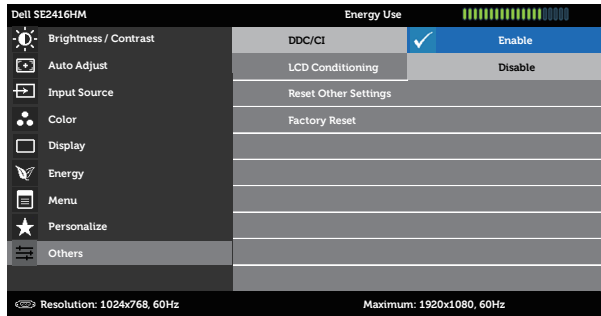 Dell SE2416HM Energy Use
Brightness / Contrast DDC/CI Enable
Auto Adjust LCD Conditioning Disable
Input Source Reset Other Settings
Color Factory Reset
Display
Energy
Menu
Personalize
Others
Resolution: 1024x768, 60Hz Maximum: 1920x1080, 60Hz